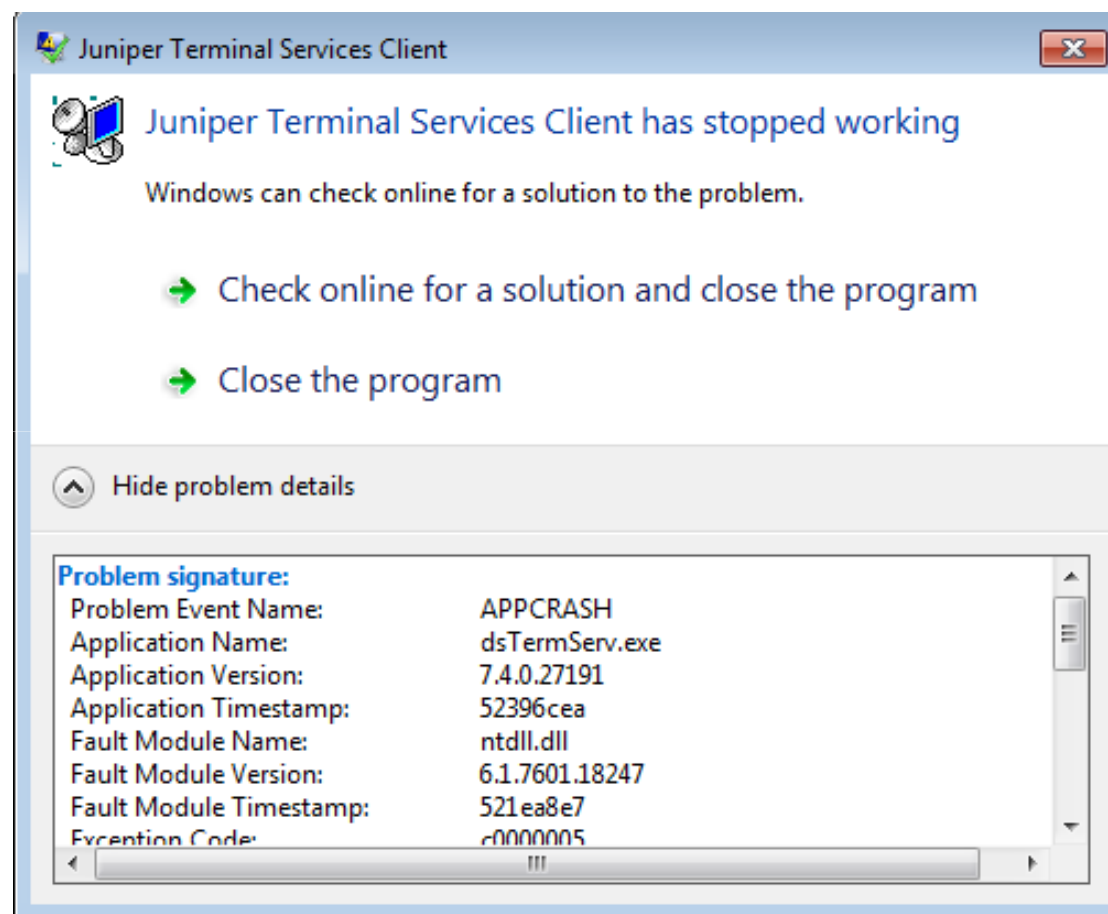 Juniper Terminal Services Client
Juniper Terminal Services Client has stopped working
Windows can check online for a solution to the problem.
Check online for a solution and close the program
Close the program
Hide problem details
Problem signature:
Problem Event Name: APPCRASH
Application Name: dsTermServ.exe
Application Version: 7.4.0.27191
Application Timestamp: 52396cea
Fault Module Name: ntdll.dll
Fault Module Version: 6.1.7601.18247
Fault Module Timestamp: 521ea8e7
Exception Code: c0000005